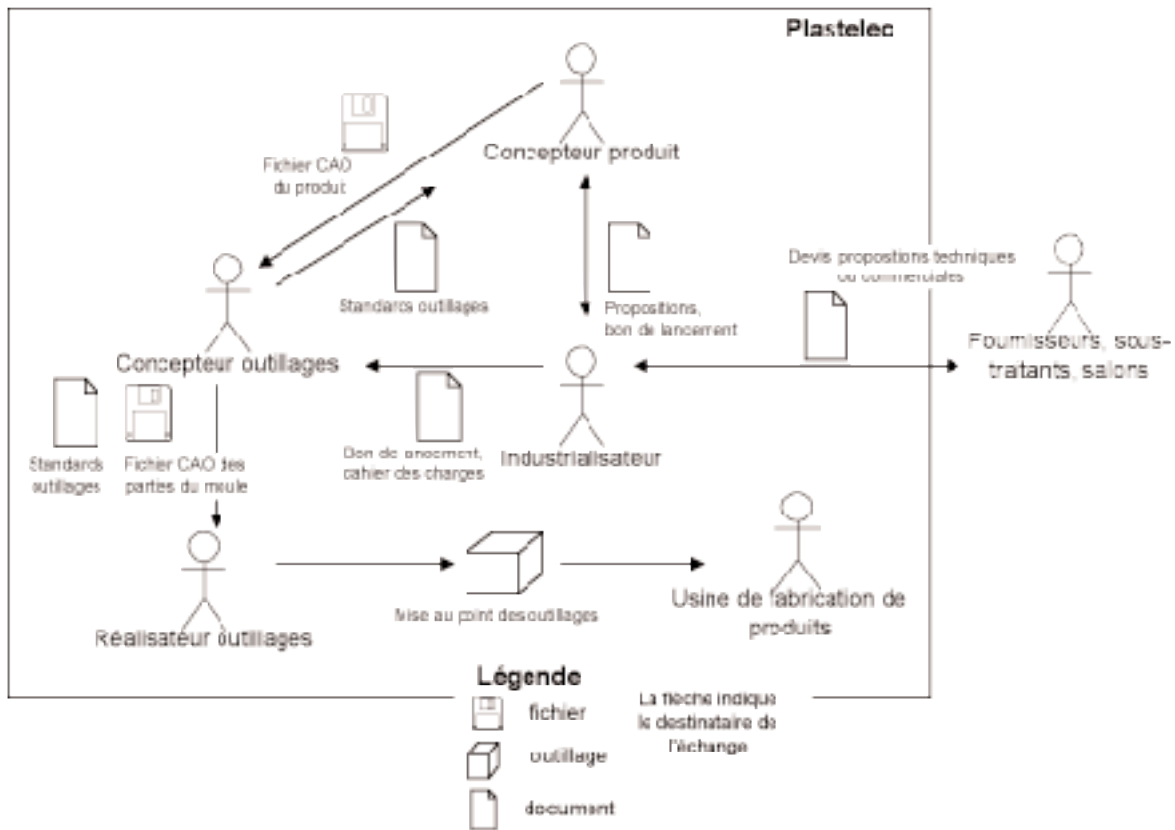 Plastelec
Concepteur produit
Fichier CAO
du produit
Standards outillages
Propositions,
bon de lancement
Devis propositions techniques
ou commerciales
Fournisseurs, sous-
traitants, salons
Concepteur outillages
Industrialisateur
Bon de lancement,
cahier des charges
Standards
outillages
Fichier CAO des
parties du moule
Réalisateur outillages
Mise au point des outillages
Usine de fabrication de
produits
Légende
fichier
outillage
document
La flèche indique
le destinataire de
l'échange